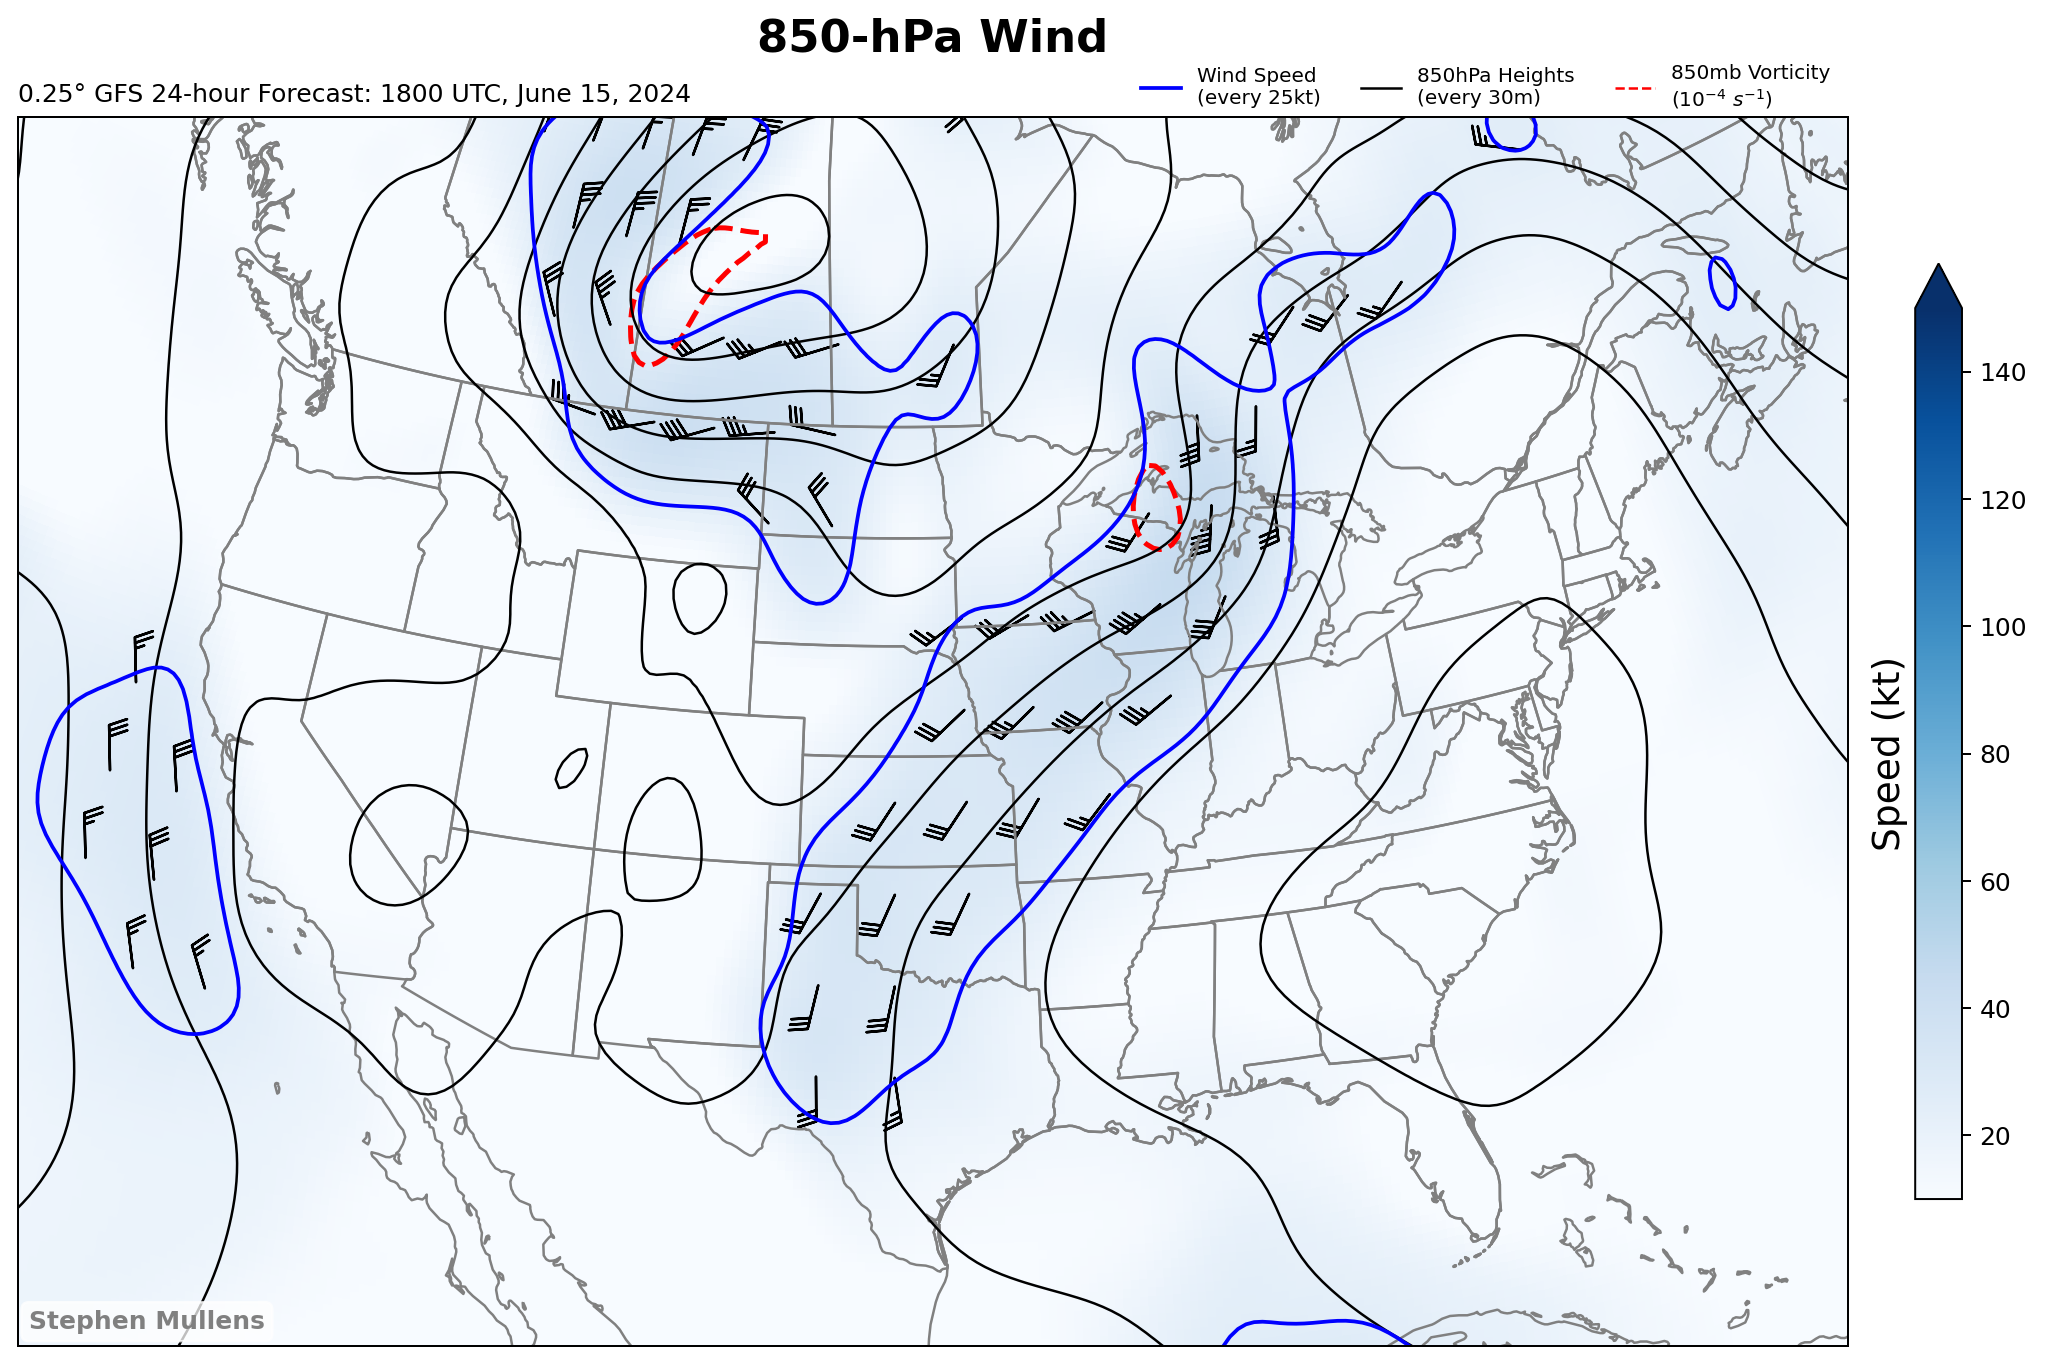 850-hPa Wind
0.25° GFS 24-hour Forecast: 1800 UTC, June 15, 2024
Wind Speed
(every 25kt)
850hPa Heights
(every 30m)
850mb Vorticity
(10⁻⁴ s⁻¹)
140
120
100
80
60
40
20
Speed (kt)
Stephen Mullens